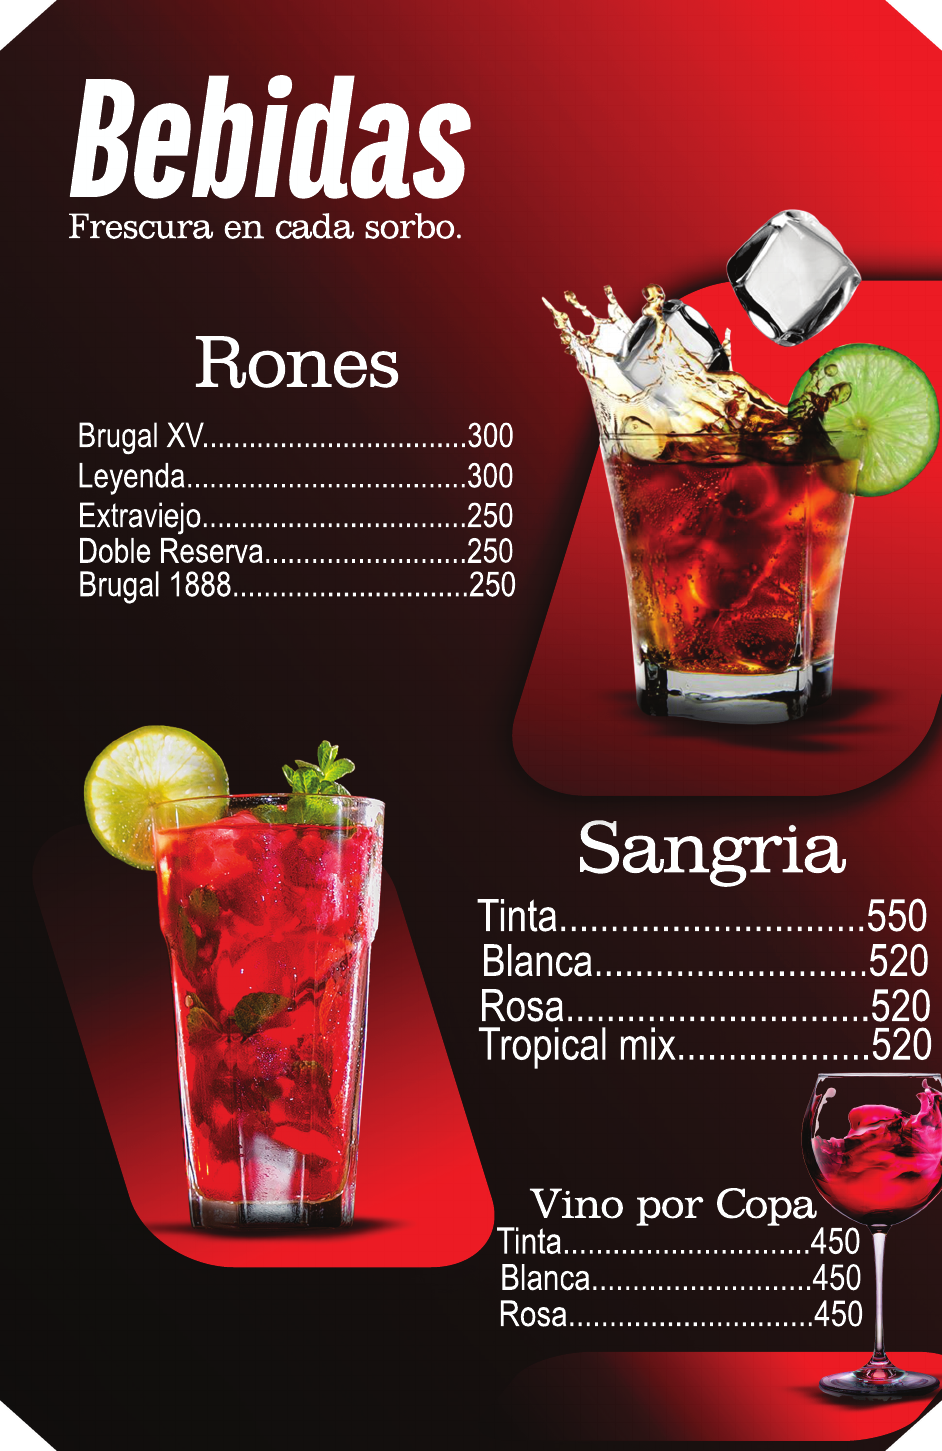 Bebidas
Frescura en cada sorbo.
Rones
Brugal XV..................................300
Leyenda....................................300
Extraviejo..................................250
Doble Reserva..........................250
Brugal 1888..............................250
Sangria
Tinta..............................550
Blanca..........................520
Rosa.............................520
Tropical mix...................520
Vino por Copa
Tinta..............................450
Blanca...........................450
Rosa..............................450